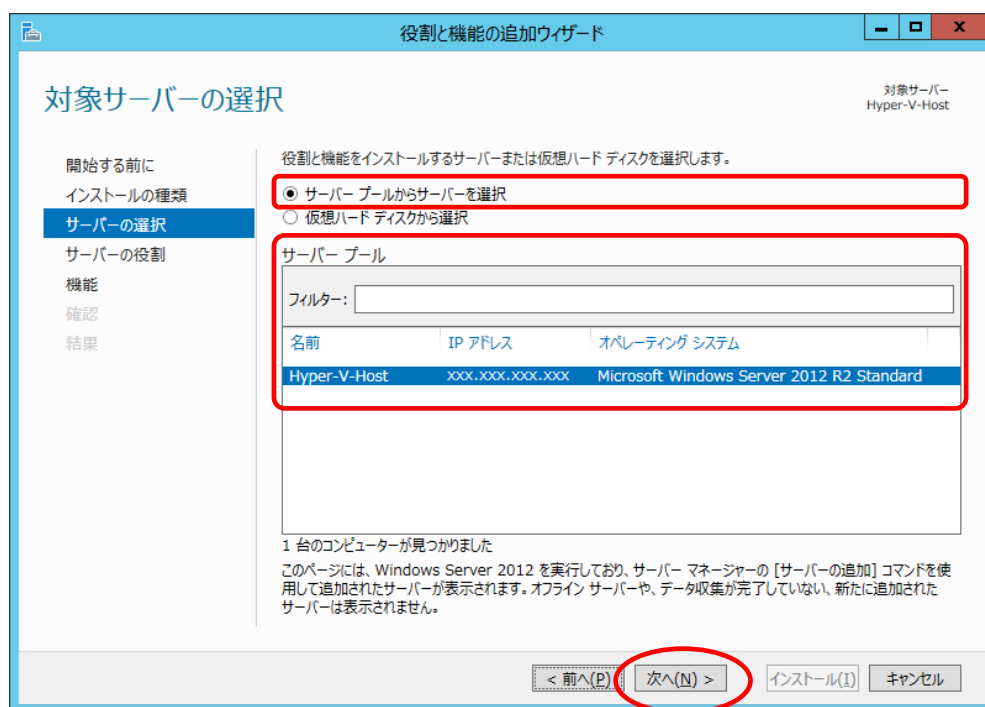 役割と機能の追加ウィザード
対象サーバーの選択
対象サーバー
Hyper-V-Host
開始する前に
インストールの種類
サーバーの選択
サーバーの役割
機能
確認
結果
役割と機能をインストールするサーバーまたは仮想ハード ディスクを選択します。
サーバー プールからサーバーを選択
仮想ハード ディスクから選択
サーバー プール
フィルター:
名前 IP アドレス オペレーティング システム
Hyper-V-Host XXX.XXX.XXX.XXX Microsoft Windows Server 2012 R2 Standard
1 台のコンピューターが見つかりました
このページには、Windows Server 2012 を実行しており、サーバー マネージャーの [サーバーの追加] コマンドを使
用して追加されたサーバーが表示されます。オフライン サーバーや、データ収集が完了していない、新たに追加された
サーバーは表示されません。
< 前へ(P) 次へ(N) > インストール(I) キャンセル